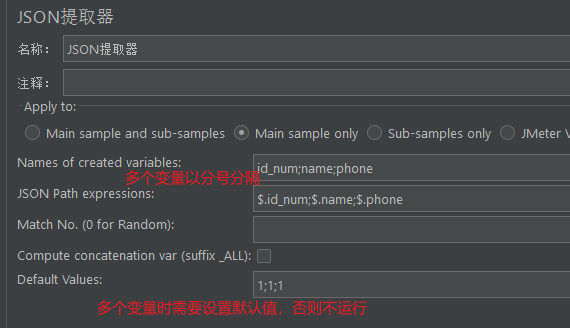 JSON提取器
名称： JSON提取器
注释：
Apply to:
Main sample and sub-samples Main sample only Sub-samples only JMeter V
Names of created variables: id_num;name;phone
多个变量以分号分隔
JSON Path expressions: $.id_num;$.name;$.phone
Match No. (0 for Random):
Compute concatenation var (suffix _ALL):
Default Values: 1;1;1
多个变量时需要设置默认值，否则不运行